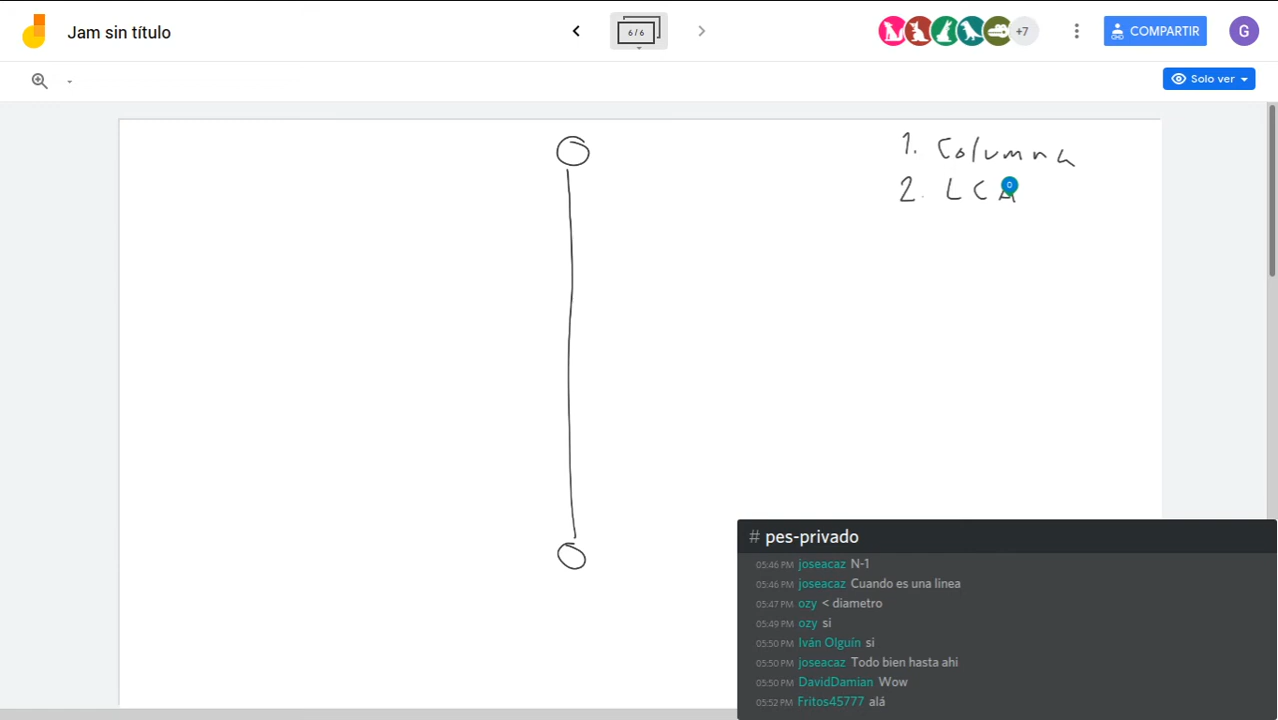 Jam sin título
6 / 6
+7
COMPARTIR
G
Solo ver
1. Columna
2. LCA
# pes-privado
05:46 PM joseacaz N-1
05:46 PM joseacaz Cuando es una linea
05:47 PM ozy < diametro
05:49 PM ozy si
05:50 PM Iván Olguín si
05:50 PM joseacaz Todo bien hasta ahi
05:50 PM DavidDamian Wow
05:52 PM Fritos45777 alá